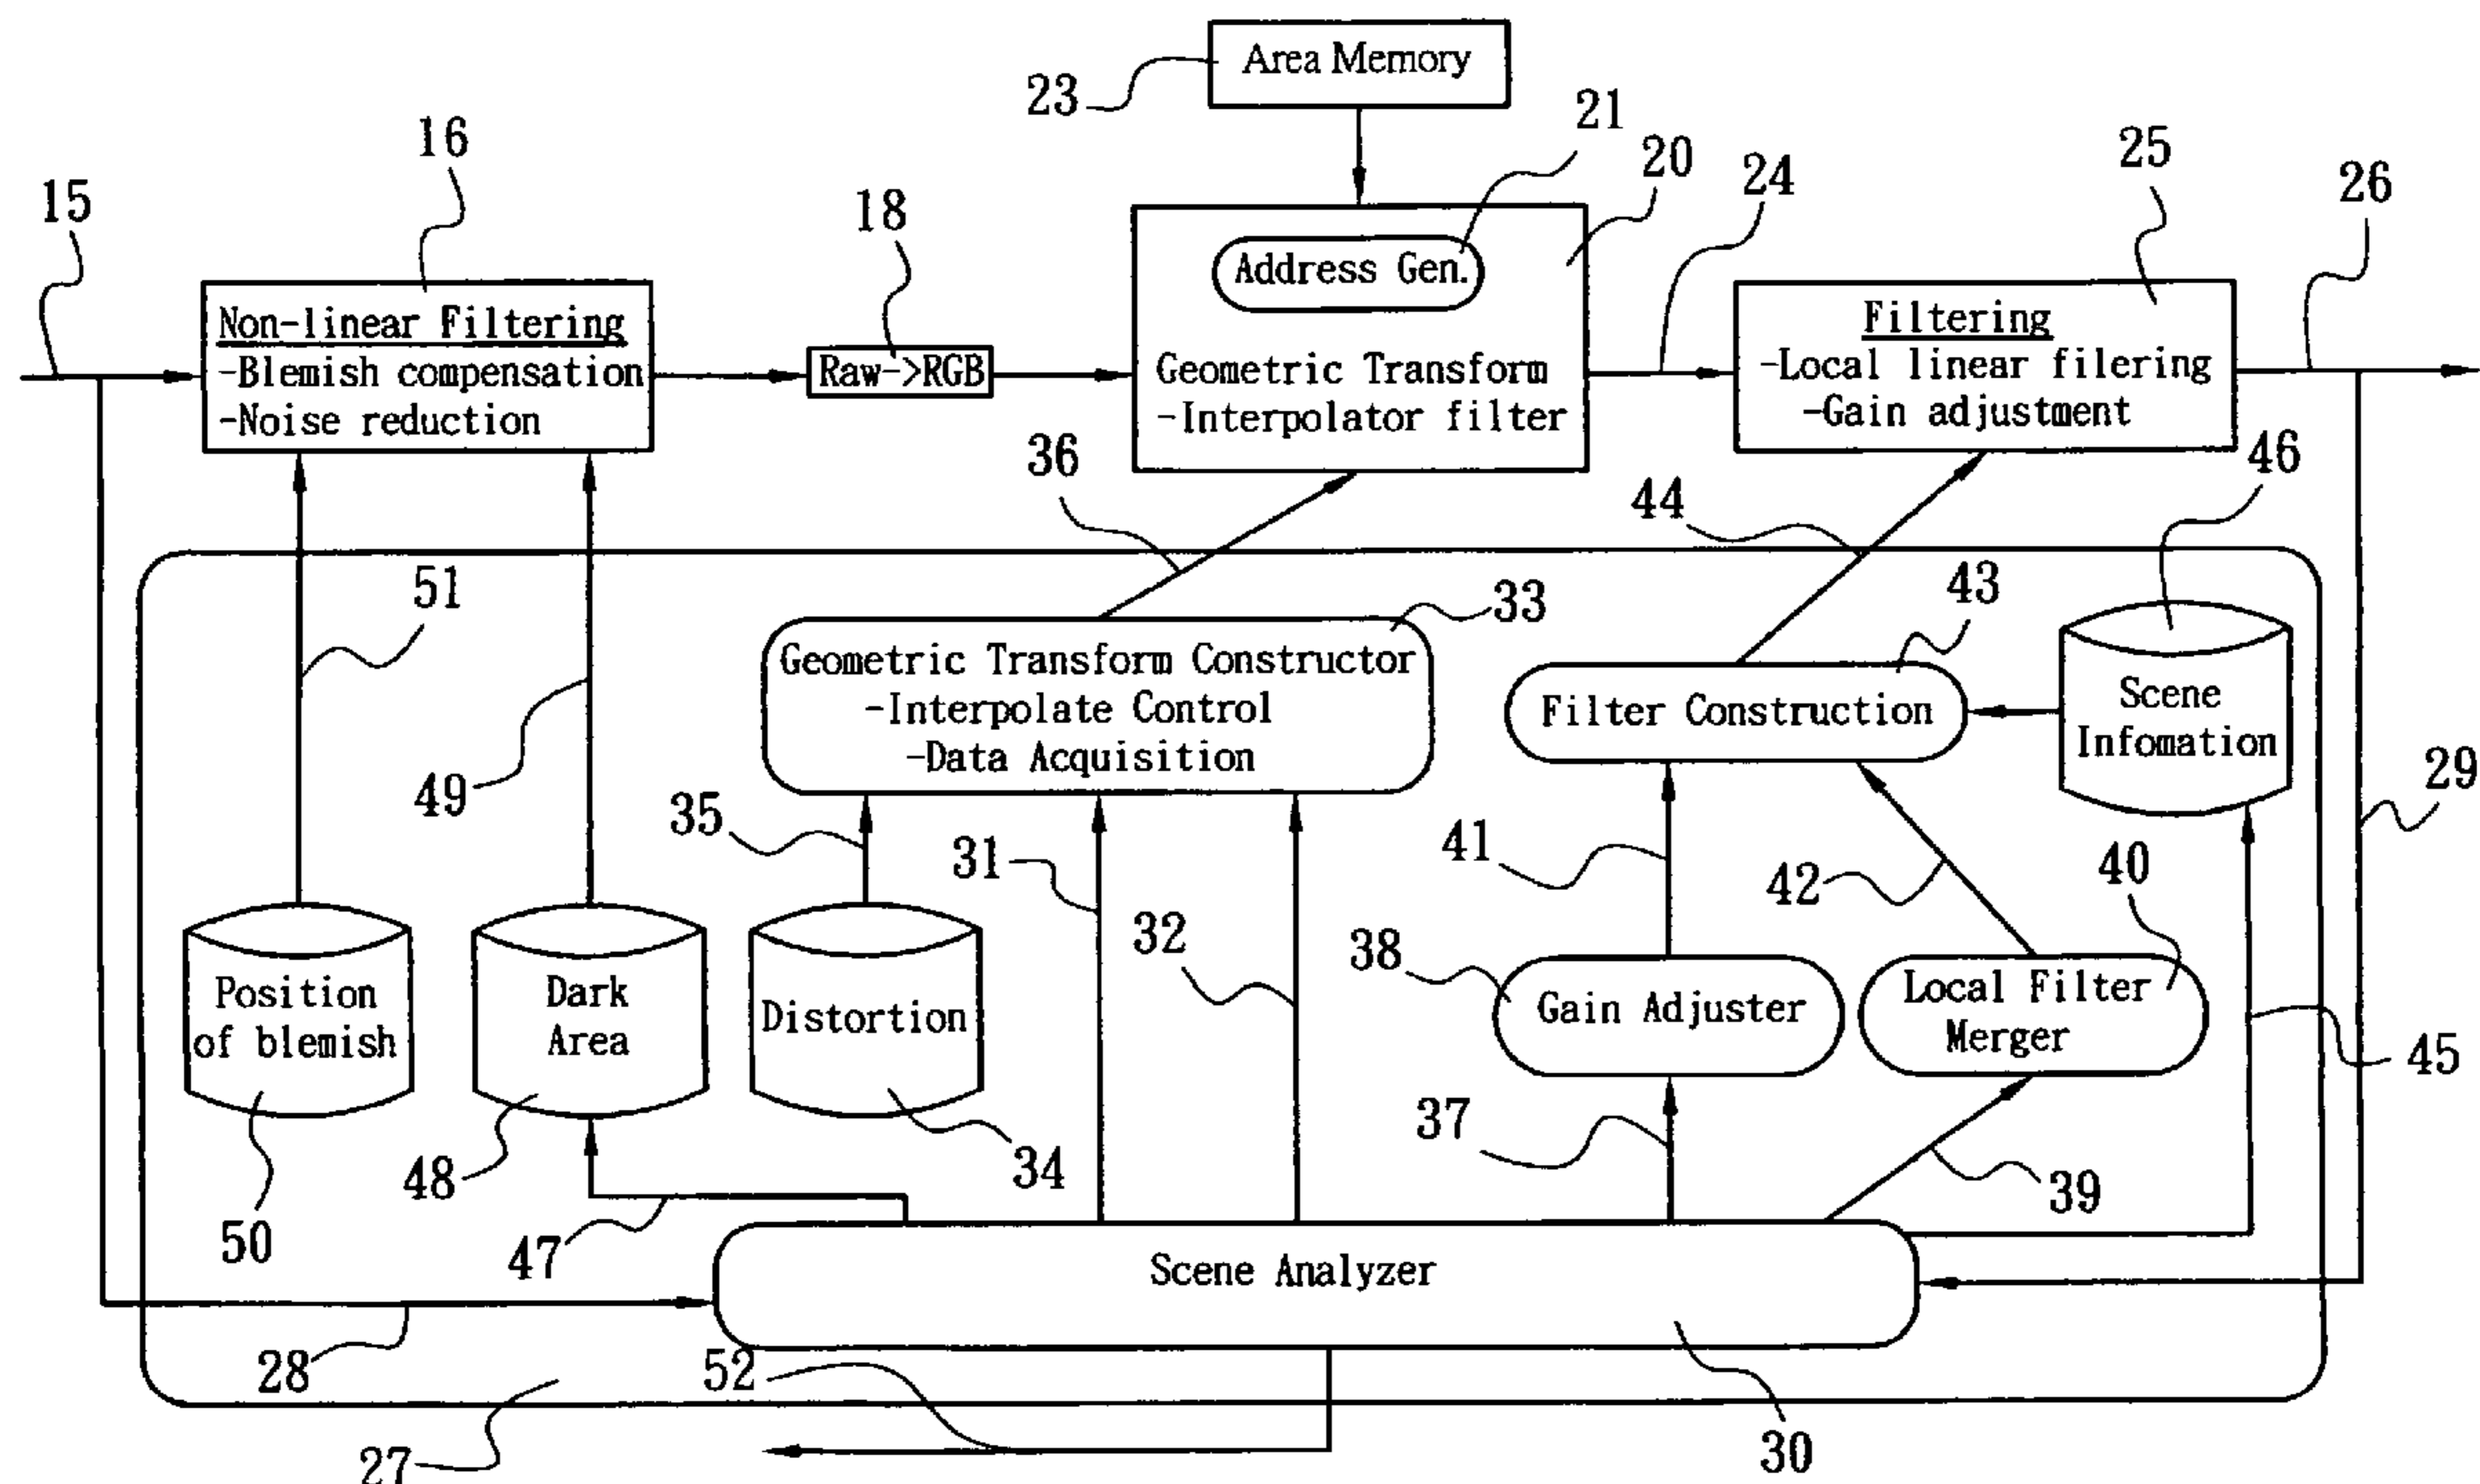 Area Memory
23
21
16
20
25
15
18
24
26
Address Gen.
Non-linear Filtering
-Blemish compensation
-Noise reduction
Raw->RGB
Geometric Transform
-Interpolator filter
Filtering
-Local linear filering
-Gain adjustment
36
44
46
51
33
43
Geometric Transform Constructor
-Interpolate Control
-Data Acquisition
Filter Construction
Scene
Infomation
49
35
31
41
42
40
29
32
38
Position
of blemish
Dark
Area
Distortion
Gain Adjuster
Local Filter
Merger
45
50
48
34
37
39
47
Scene Analyzer
28
52
27
30